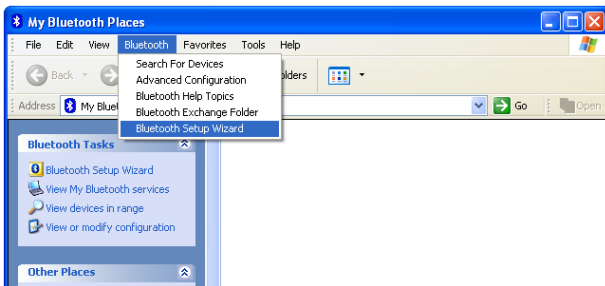 My Bluetooth Places
File Edit View Bluetooth Favorites Tools Help
Back
Search For Devices
Advanced Configuration
Bluetooth Help Topics
Bluetooth Exchange Folder
Bluetooth Setup Wizard
olders
Address My Bluet
Go
Open
Bluetooth Tasks
Bluetooth Setup Wizard
View My Bluetooth services
View devices in range
View or modify configuration
Other Places